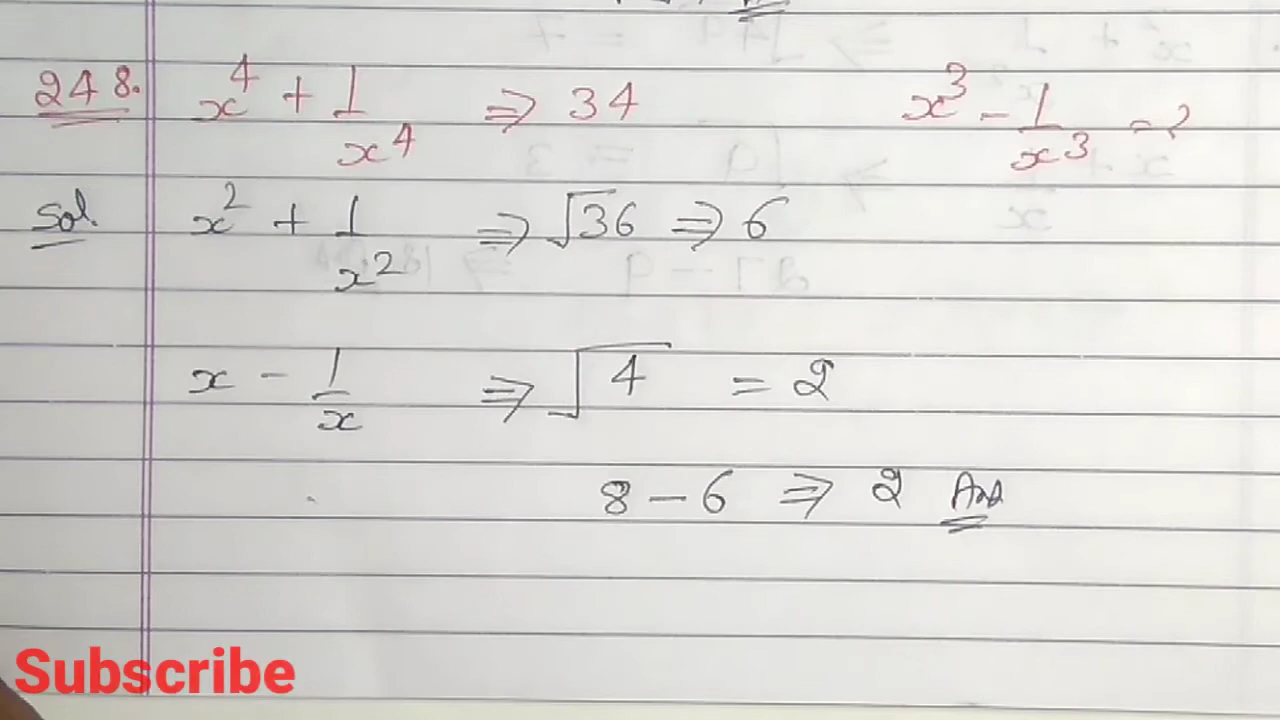 248. x⁴ + 1/x⁴ ⇒ 34 x³ - 1/x³ = ?
Sol. x² + 1/x² ⇒ √36 ⇒ 6
x - 1/x ⇒ √4 = 2
8 - 6 ⇒ 2 Ans
Subscribe